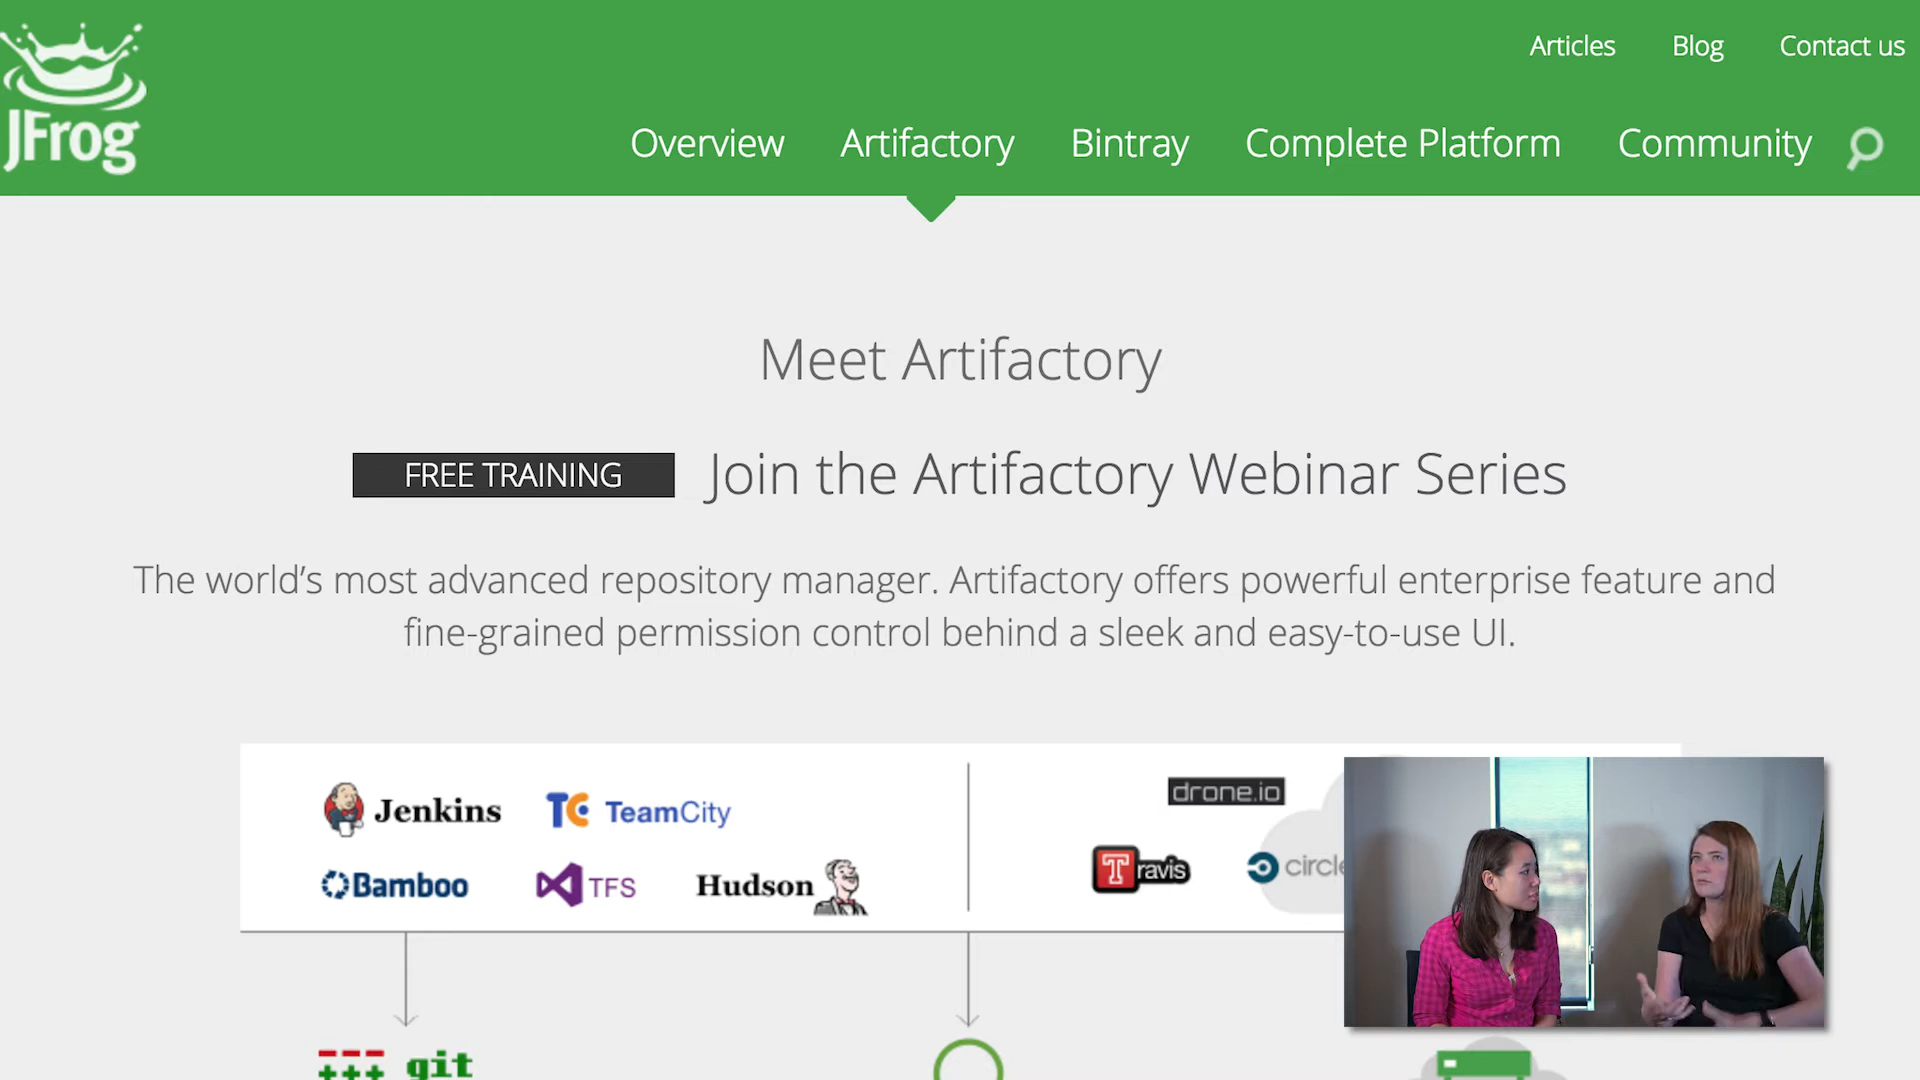 JFrog
Articles Blog Contact us
Overview Artifactory Bintray Complete Platform Community
Meet Artifactory
FREE TRAINING Join the Artifactory Webinar Series
The world's most advanced repository manager. Artifactory offers powerful enterprise feature and
fine-grained permission control behind a sleek and easy-to-use UI.
Jenkins TC TeamCity drone.io
Bamboo TFS Hudson Travis circle
git